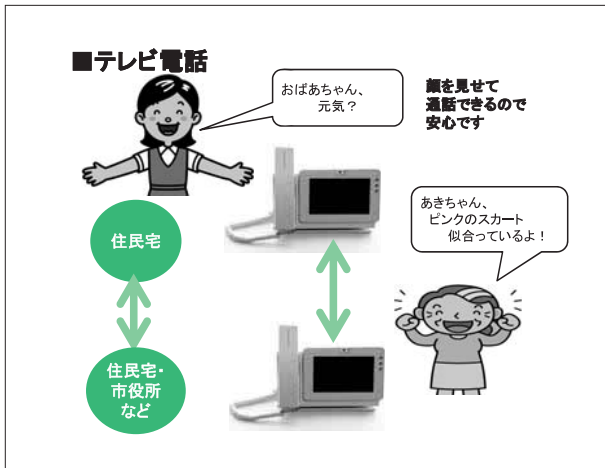 ■テレビ電話
おばあちゃん、
元気？
顔を見せて
通話できるので
安心です
あきちゃん、
ピンクのスカート
似合っているよ！
住民宅
住民宅・
市役所
など